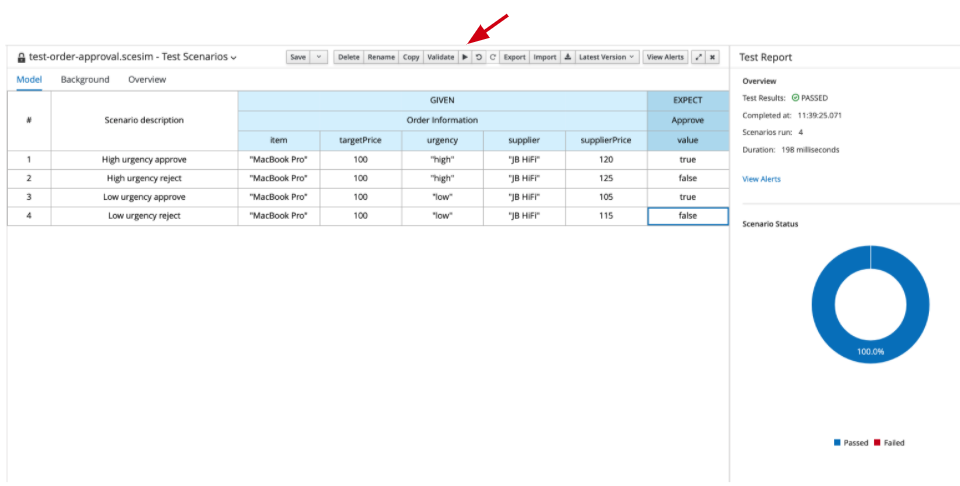 test-order-approval.scesim - Test Scenarios
Save Delete Rename Copy Validate Export Import Latest Version View Alerts
Model Background Overview
# Scenario description GIVEN EXPECT
Order Information Approve
item targetPrice urgency supplier supplierPrice value
1 High urgency approve "MacBook Pro" 100 "high" "JB HiFi" 120 true
2 High urgency reject "MacBook Pro" 100 "high" "JB HiFi" 125 false
3 Low urgency approve "MacBook Pro" 100 "low" "JB HiFi" 105 true
4 Low urgency reject "MacBook Pro" 100 "low" "JB HiFi" 115 false
Test Report
Overview
Test Results: PASSED
Completed at: 11:39:25.071
Scenarios run: 4
Duration: 198 milliseconds
View Alerts
Scenario Status
100.0%
Passed Failed